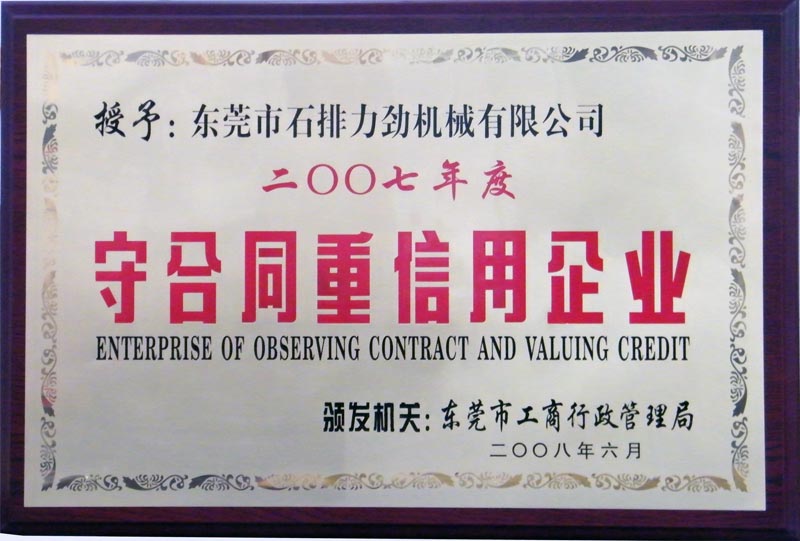 授予：东莞市石排力劲机械有限公司
二〇〇七年度
守合同重信用企业
ENTERPRISE OF OBSERVING CONTRACT AND VALUING CREDIT
颁发机关：东莞市工商行政管理局
二〇〇八年六月